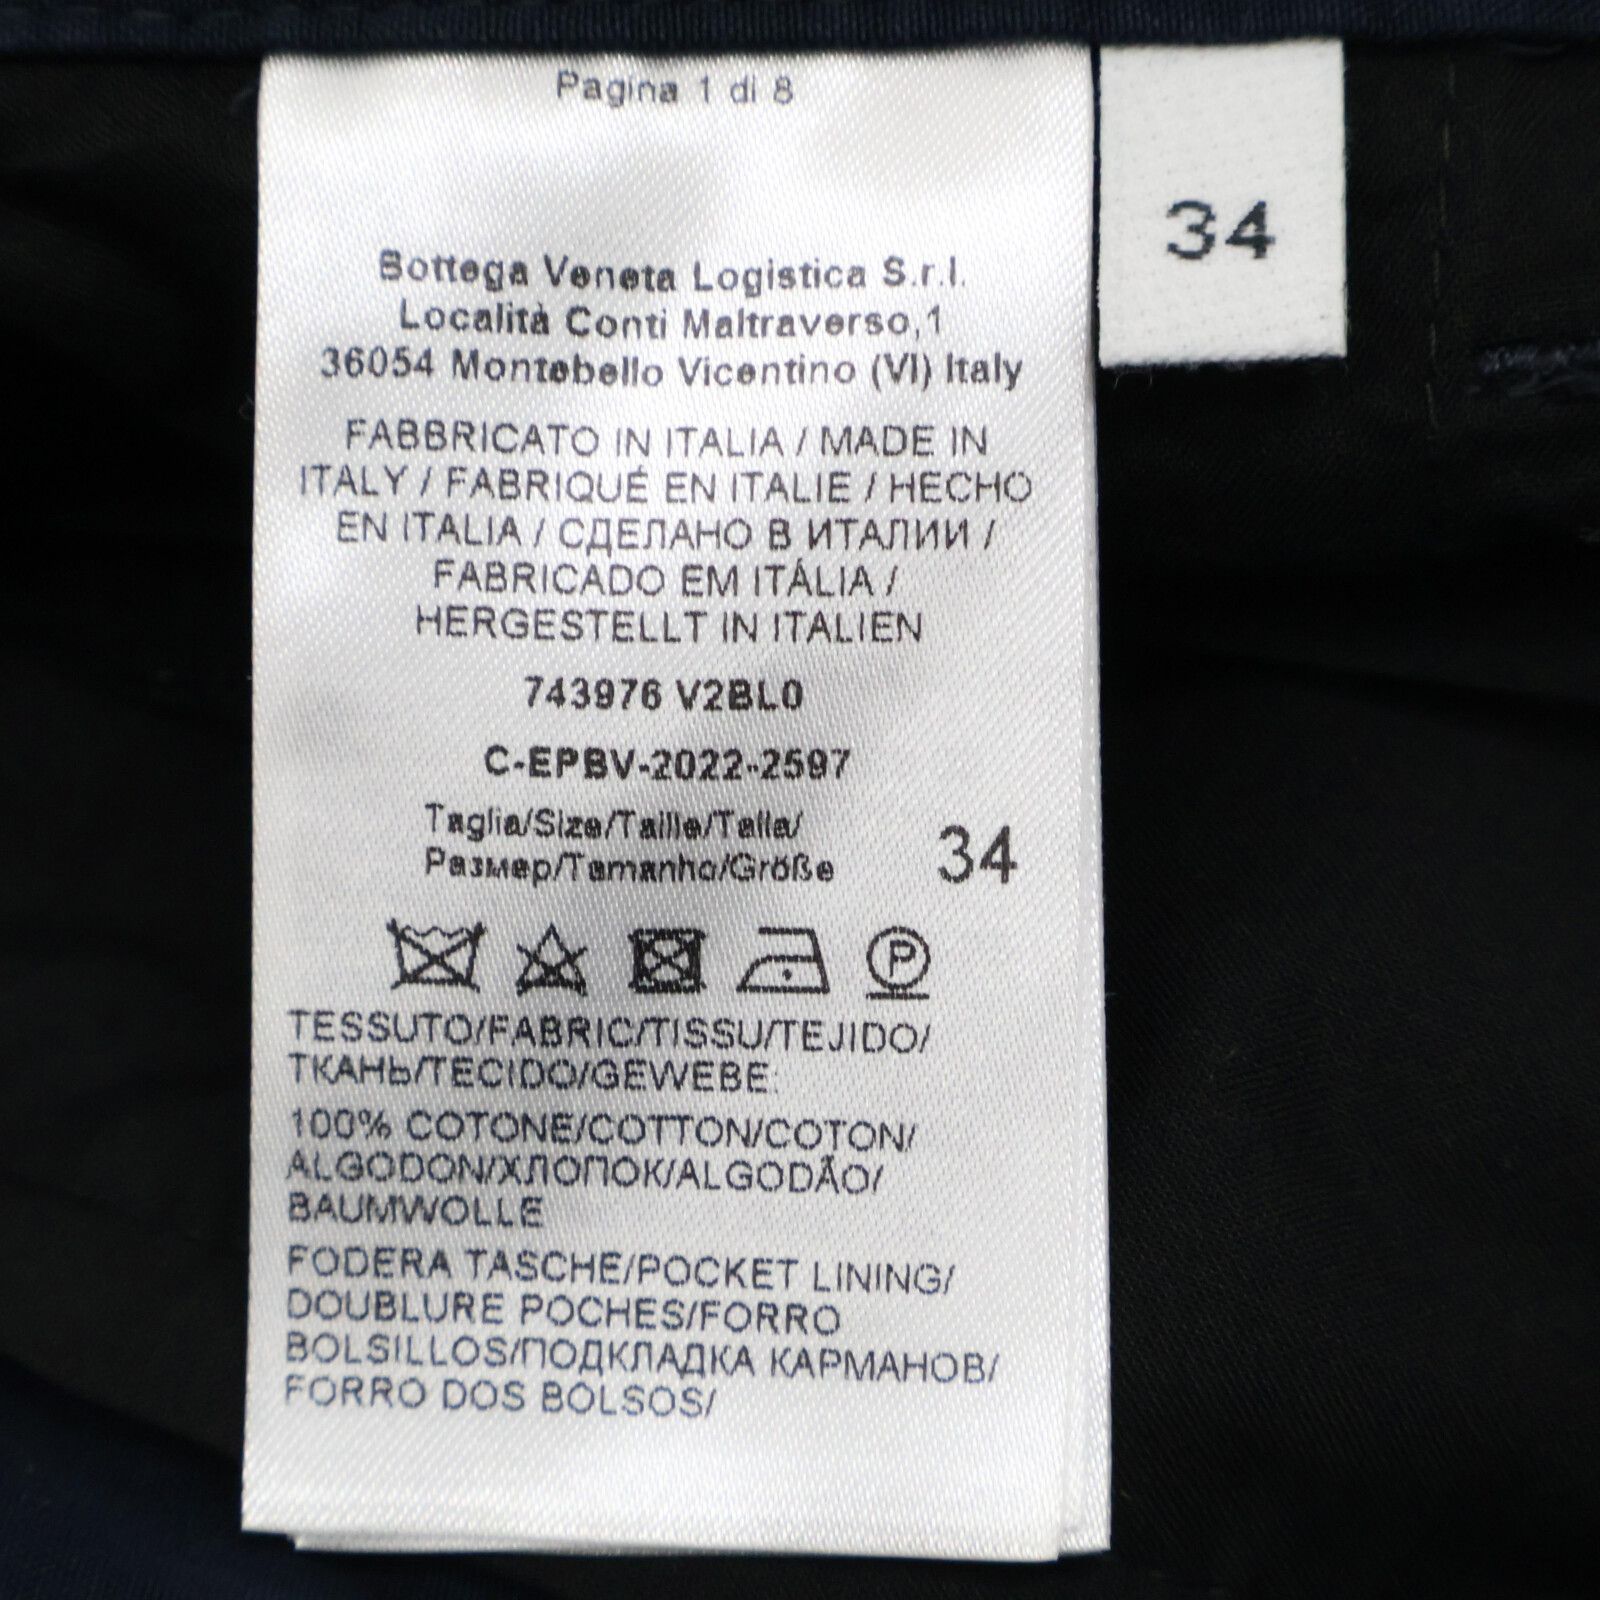 Pagina 1 di 8
34
Bottega Veneta Logistica S.r.l.
Località Conti Maltraverso,1
36054 Montebello Vicentino (VI) Italy
FABBRICATO IN ITALIA / MADE IN
ITALY / FABRIQUÉ EN ITALIE / HECHO
EN ITALIA / СДЕЛАНО В ИТАЛИИ /
FABRICADO EM ITÁLIA /
HERGESTELLT IN ITALIEN
743976 V2BL0
C-EPBV-2022-2597
Taglia/Size/Taille/Talla/
Размер/Tamanho/Größe
34
P
TESSUTO/FABRIC/TISSU/TEJIDO/
ТКАНЬ/TECIDO/GEWEBE:
100% COTONE/COTTON/COTON/
ALGODON/ХЛОПОК/ALGODÃO/
BAUMWOLLE
FODERA TASCHE/POCKET LINING/
DOUBLURE POCHES/FORRO
BOLSILLOS/ПОДКЛАДКА КАРМАНОВ/
FORRO DOS BOLSOS/